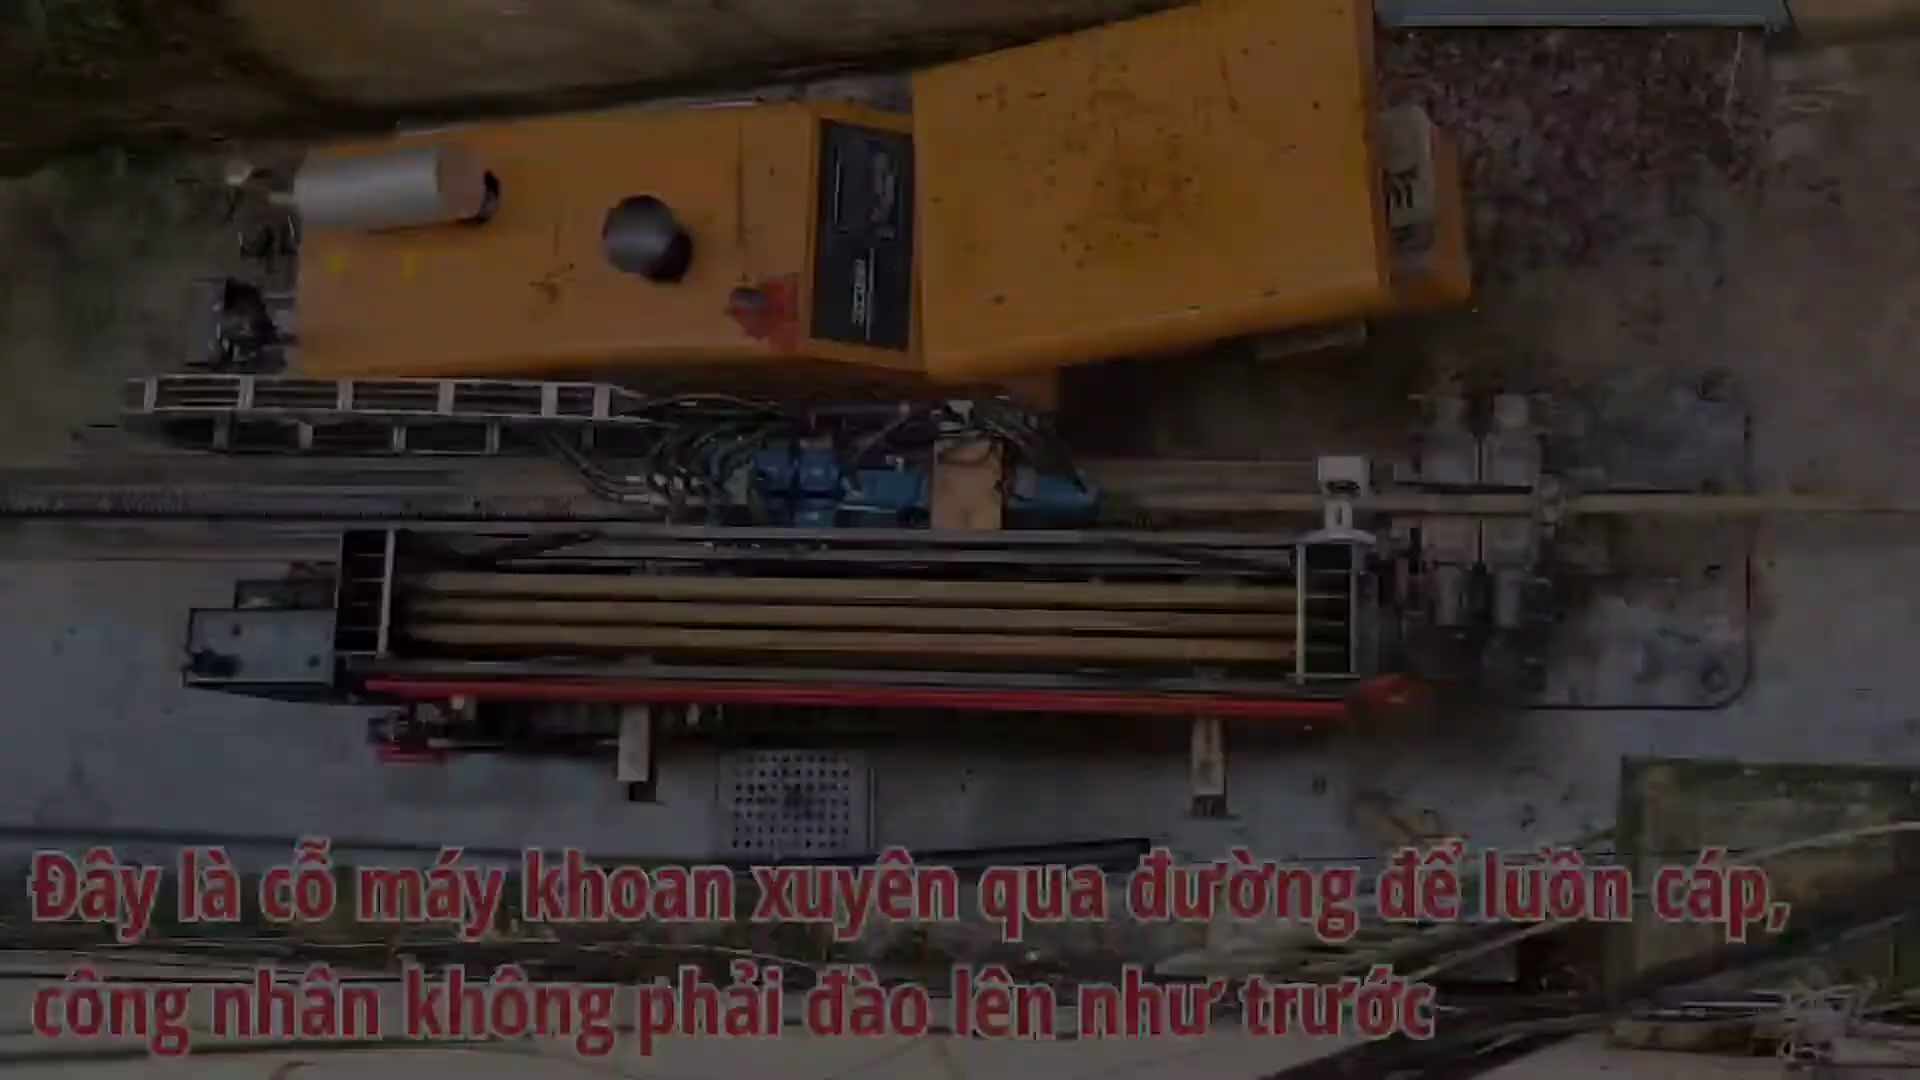 Đây là cỗ máy khoan xuyên qua đường để luồn cáp,
công nhân không phải đào lên như trước